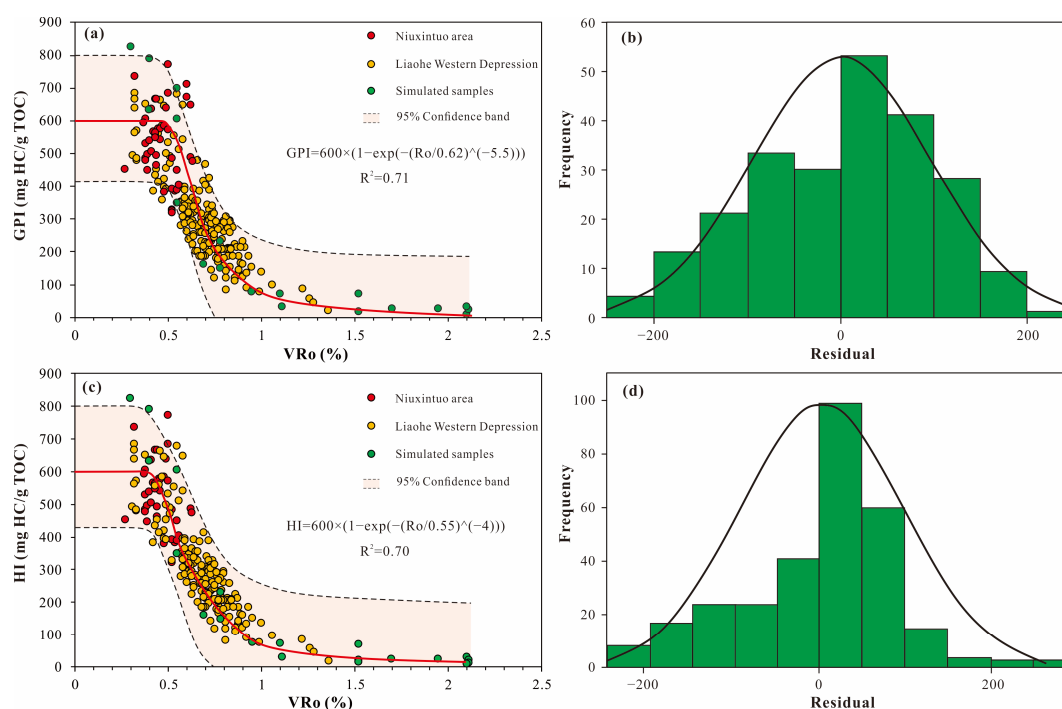 (a)
900
800
700
600
500
400
300
200
100
0
GPI (mg HC/g TOC)
Niuxintuo area
Liaohe Western Depression
Simulated samples
95% Confidence band
GPI=600×(1−exp(−(Ro/0.62)^(−5.5)))
R²=0.71
0 0.5 1 1.5 2 2.5
VRo (%)
(b)
60
50
40
30
20
10
0
Frequency
−200 0 200
Residual
(c)
900
800
700
600
500
400
300
200
100
0
HI (mg HC/g TOC)
Niuxintuo area
Liaohe Western Depression
Simulated samples
95% Confidence band
HI=600×(1−exp(−(Ro/0.55)^(−4)))
R²=0.70
0 0.5 1 1.5 2 2.5
VRo (%)
(d)
100
80
60
40
20
0
Frequency
−200 0 200
Residual